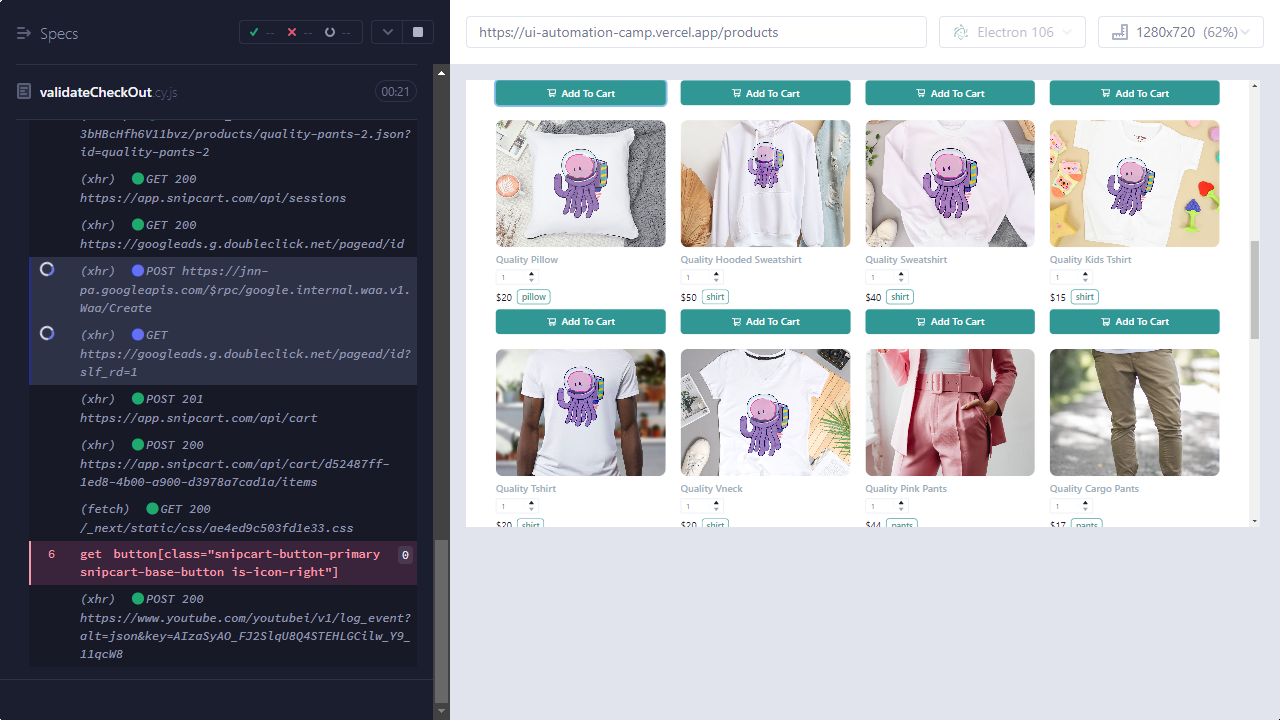 Specs
-- -- --
validateCheckOut.cy.js
00:21
3bHBcHfh6V11bvz/products/quality-pants-2.json?
id=quality-pants-2
(xhr) GET 200
https://app.snipcart.com/api/sessions
(xhr) GET 200
https://googleads.g.doubleclick.net/pagead/id
(xhr) POST https://jnn-
pa.googleapis.com/$rpc/google.internal.waa.v1.
Waa/Create
(xhr) GET
https://googleads.g.doubleclick.net/pagead/id?
slf_rd=1
(xhr) POST 201
https://app.snipcart.com/api/cart
(xhr) POST 200
https://app.snipcart.com/api/cart/d52487ff-
1ed8-4b00-a900-d3978a7cad1a/items
(fetch) GET 200
/_next/static/css/ae4ed9c503fd1e33.css
6 get button[class="snipcart-button-primary
snipcart-base-button is-icon-right"] 0
(xhr) POST 200
https://www.youtube.com/youtubei/v1/log_event?
alt=json&key=AIzaSyAO_FJ2SlqU8Q4STEHLGCilw_Y9_
11qcW8
https://ui-automation-camp.vercel.app/products
Electron 106
1280x720 (62%)
Add To Cart Add To Cart Add To Cart Add To Cart
Quality Pillow Quality Hooded Sweatshirt Quality Sweatshirt Quality Kids Tshirt
1 1 1 1
$20 pillow $50 shirt $40 shirt $15 shirt
Add To Cart Add To Cart Add To Cart Add To Cart
Quality Tshirt Quality Vneck Quality Pink Pants Quality Cargo Pants
1 1 1 1
$20 shirt $20 shirt $44 pants $17 pants